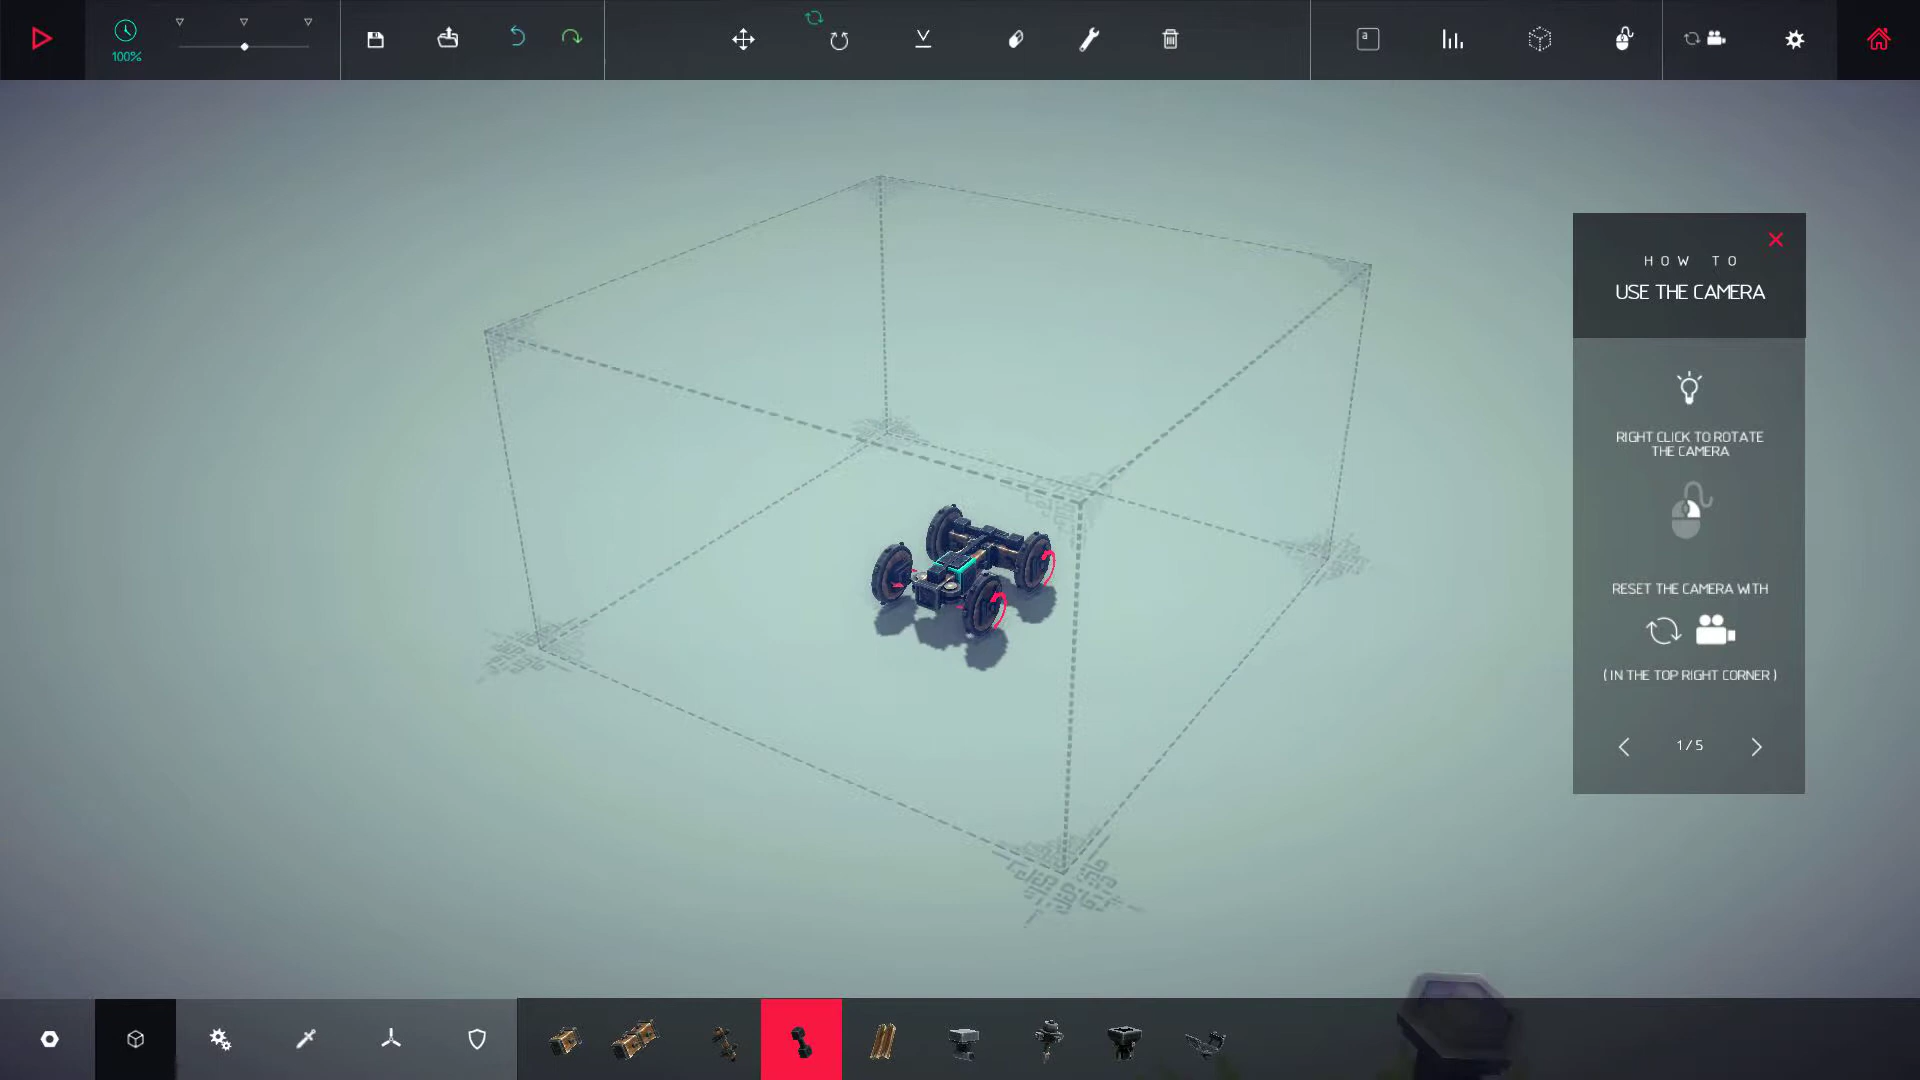 100%
a
HOW TO
USE THE CAMERA
RIGHT CLICK TO ROTATE
THE CAMERA
RESET THE CAMERA WITH
( IN THE TOP RIGHT CORNER )
1/5